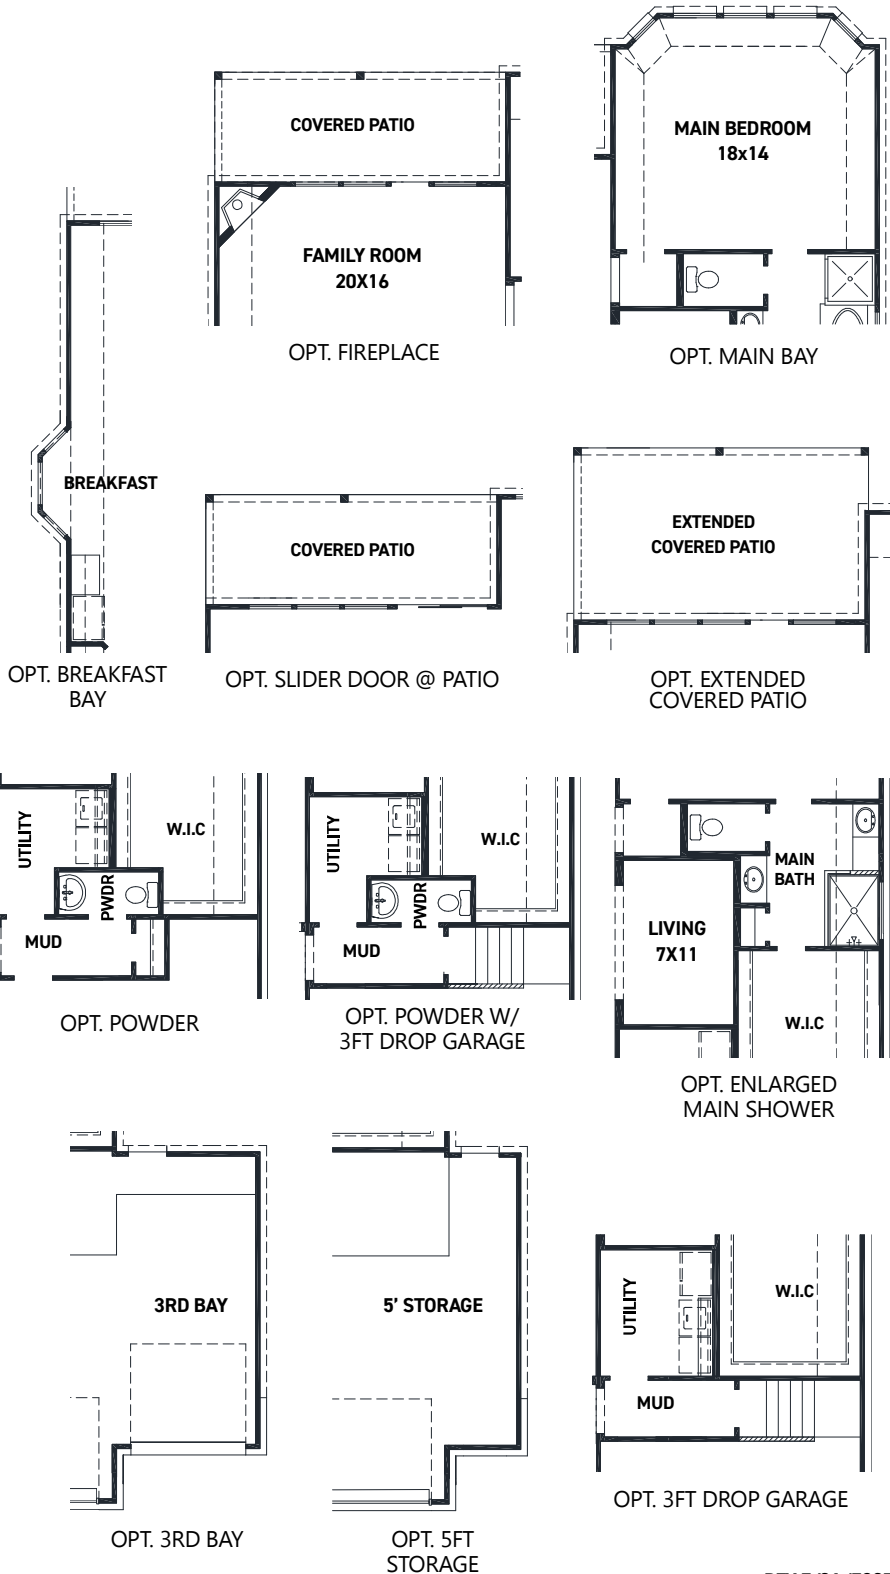 COVERED PATIO
FAMILY ROOM
20X16
OPT. FIREPLACE
MAIN BEDROOM
18x14
OPT. MAIN BAY
BREAKFAST
OPT. BREAKFAST
BAY
COVERED PATIO
OPT. SLIDER DOOR @ PATIO
EXTENDED
COVERED PATIO
OPT. EXTENDED
COVERED PATIO
UTILITY
W.I.C
PWDR
MUD
OPT. POWDER
UTILITY
W.I.C
PWDR
MUD
OPT. POWDER W/
3FT DROP GARAGE
MAIN
BATH
LIVING
7X11
W.I.C
OPT. ENLARGED
MAIN SHOWER
3RD BAY
OPT. 3RD BAY
5' STORAGE
OPT. 5FT
STORAGE
UTILITY
W.I.C
MUD
OPT. 3FT DROP GARAGE